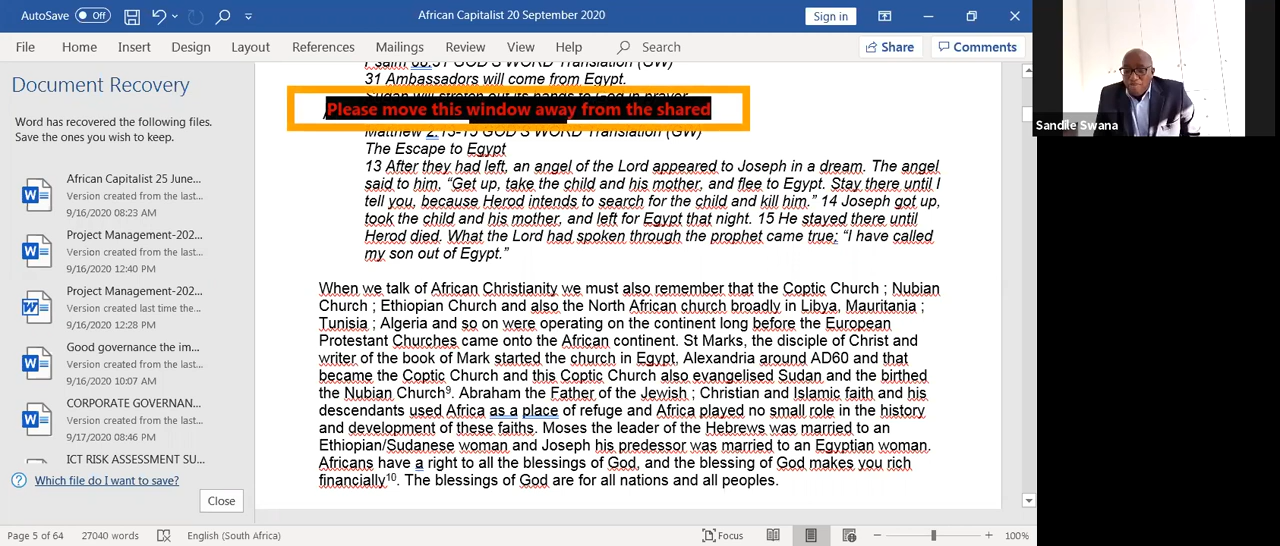 AutoSave Off
African Capitalist 20 September 2020
Sign in
File Home Insert Design Layout References Mailings Review View Help Search
Share Comments
Document Recovery
Word has recovered the following files.
Save the ones you wish to keep.
African Capitalist 25 June...
Version created from the last...
9/16/2020 08:23 AM
Project Management-202...
Version created from the last...
9/16/2020 12:40 PM
Project Management-202...
Version created last time the...
9/16/2020 12:28 PM
Good governance the im...
Version created from the last...
9/16/2020 10:07 AM
CORPORATE GOVERNAN...
Version created from the last...
9/17/2020 08:46 PM
ICT RISK ASSESSMENT SU...
Which file do I want to save?
Close
GOD'S WORD Translation (GW)
31 Ambassadors will come from Egypt.
Sudan will stretch out its hands to God in prayer.
Please move this window away from the shared
Matthew 2:13-15 GOD'S WORD Translation (GW)
The Escape to Egypt
13 After they had left, an angel of the Lord appeared to Joseph in a dream. The angel
said to him, “Get up, take the child and his mother, and flee to Egypt. Stay there until I
tell you, because Herod intends to search for the child and kill him.” 14 Joseph got up,
took the child and his mother, and left for Egypt that night. 15 He stayed there until
Herod died. What the Lord had spoken through the prophet came true: “I have called
my son out of Egypt.”
When we talk of African Christianity we must also remember that the Coptic Church ; Nubian
Church ; Ethiopian Church and also the North African church broadly in Libya, Mauritania ;
Tunisia ; Algeria and so on were operating on the continent long before the European
Protestant Churches came onto the African continent. St Marks, the disciple of Christ and
writer of the book of Mark started the church in Egypt, Alexandria around AD60 and that
became the Coptic Church and this Coptic Church also evangelised Sudan and the birthed
the Nubian Church⁹. Abraham the Father of the Jewish ; Christian and Islamic faith and his
descendants used Africa as a place of refuge and Africa played no small role in the history
and development of these faiths. Moses the leader of the Hebrews was married to an
Ethiopian/Sudanese woman and Joseph his predessor was married to an Egyptian woman.
Africans have a right to all the blessings of God, and the blessing of God makes you rich
financially¹⁰. The blessings of God are for all nations and all peoples.
Page 5 of 64 27040 words English (South Africa) Focus 100%
Sandile Swana